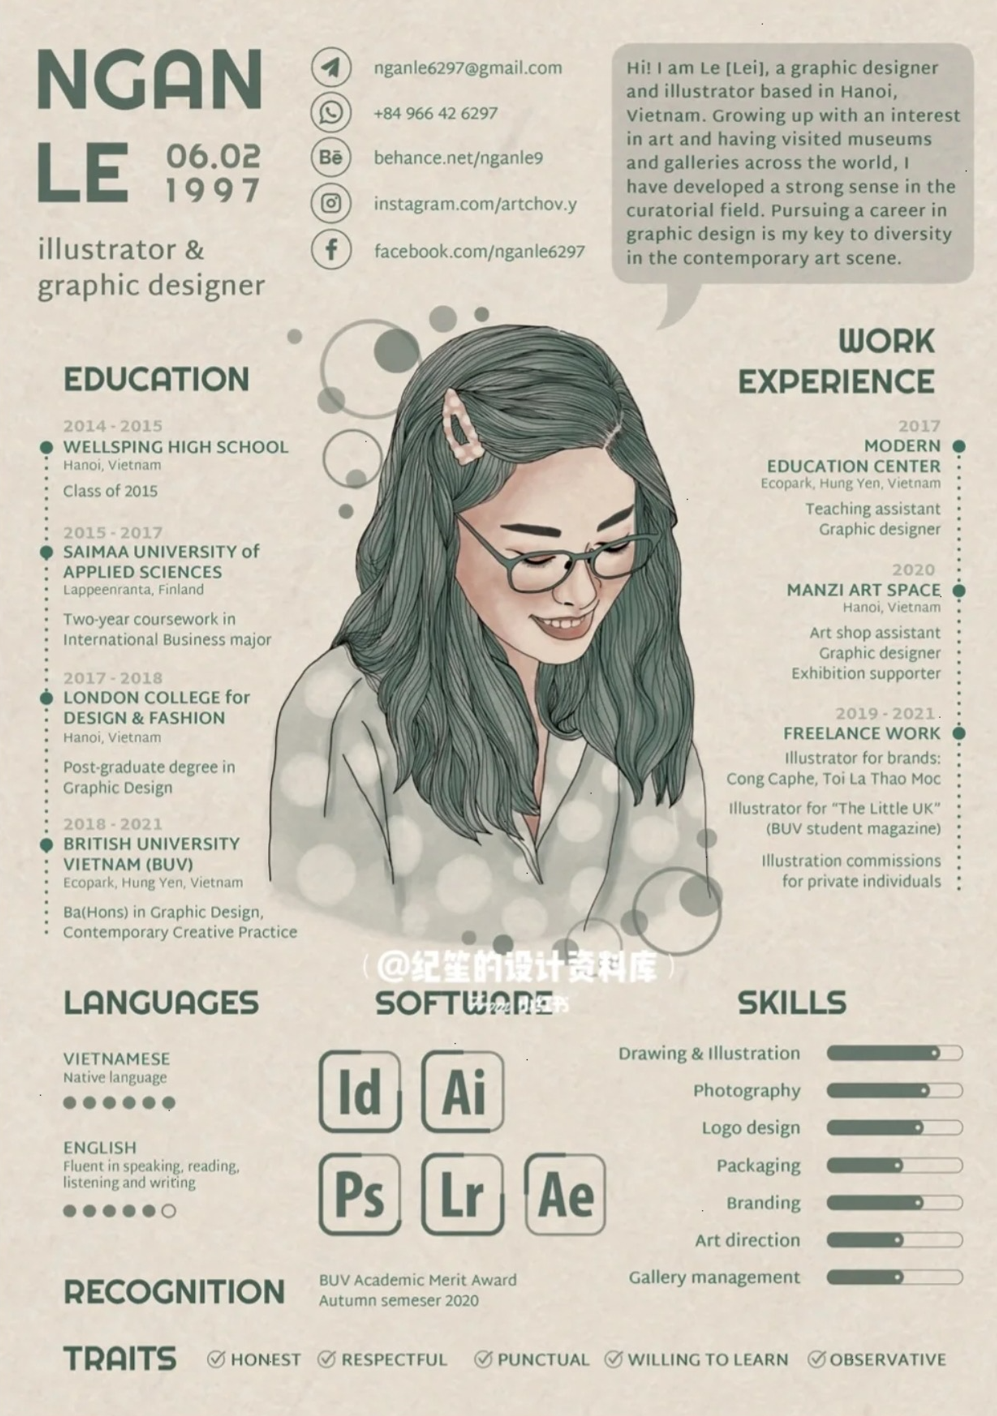 NGAN
LE
06.02
1997
illustrator &
graphic designer
nganle6297@gmail.com
+84 966 42 6297
Bē
behance.net/nganle9
instagram.com/artchov.y
f
facebook.com/nganle6297
Hi! I am Le [Lei], a graphic designer
and illustrator based in Hanoi,
Vietnam. Growing up with an interest
in art and having visited museums
and galleries across the world, I
have developed a strong sense in the
curatorial field. Pursuing a career in
graphic design is my key to diversity
in the contemporary art scene.
EDUCATION
2014 - 2015
WELLSPING HIGH SCHOOL
Hanoi, Vietnam
Class of 2015
2015 - 2017
SAIMAA UNIVERSITY of
APPLIED SCIENCES
Lappeenranta, Finland
Two-year coursework in
International Business major
2017 - 2018
LONDON COLLEGE for
DESIGN & FASHION
Hanoi, Vietnam
Post-graduate degree in
Graphic Design
2018 - 2021
BRITISH UNIVERSITY
VIETNAM (BUV)
Ecopark, Hung Yen, Vietnam
Ba(Hons) in Graphic Design,
Contemporary Creative Practice
WORK
EXPERIENCE
2017
MODERN
EDUCATION CENTER
Ecopark, Hung Yen, Vietnam
Teaching assistant
Graphic designer
2020
MANZI ART SPACE
Hanoi, Vietnam
Art shop assistant
Graphic designer
Exhibition supporter
2019 - 2021
FREELANCE WORK
Illustrator for brands:
Cong Caphe, Toi La Thao Moc
Illustrator for “The Little UK”
(BUV student magazine)
Illustration commissions
for private individuals
(@纪笙的设计资料库)
LANGUAGES
VIETNAMESE
Native language
ENGLISH
Fluent in speaking, reading,
listening and writing
SOFTWARE
小红书
Id
Ai
Ps
Lr
Ae
SKILLS
Drawing & Illustration
Photography
Logo design
Packaging
Branding
Art direction
Gallery management
RECOGNITION
BUV Academic Merit Award
Autumn semeser 2020
TRAITS
HONEST
RESPECTFUL
PUNCTUAL
WILLING TO LEARN
OBSERVATIVE